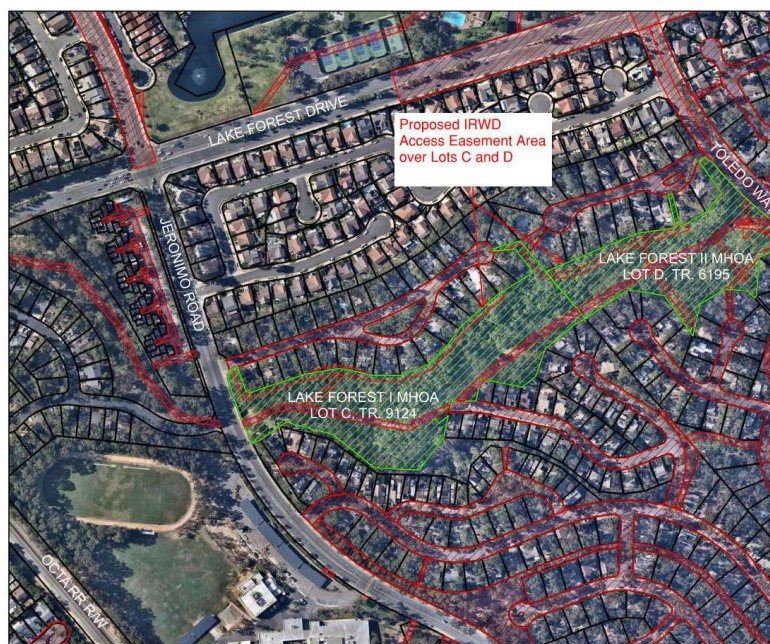 LAKE FOREST DRIVE
Proposed IRWD
Access Easement Area
over Lots C and D
TOLEDO WA
JERONIMO ROAD
LAKE FOREST II MHOA
LOT D, TR. 6195
LAKE FOREST I MHOA
LOT C, TR. 9124
OCTA RR R/W